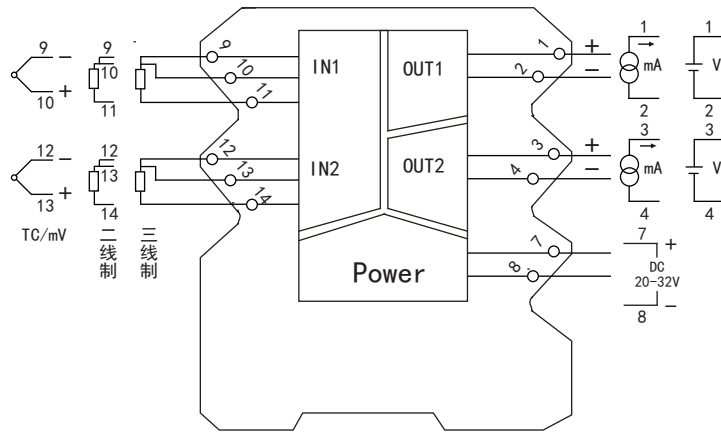 9 −
10 +
9
10
11
9
10
11
IN1
OUT1
1 +
2 −
1
mA
2
1
V
2
12 −
13 +
12
13
14
12
13
14
IN2
OUT2
3 +
4 −
3
mA
4
3
V
4
TC/mV
二线制
三线制
Power
7
8
7 +
DC
20-32V
8 −